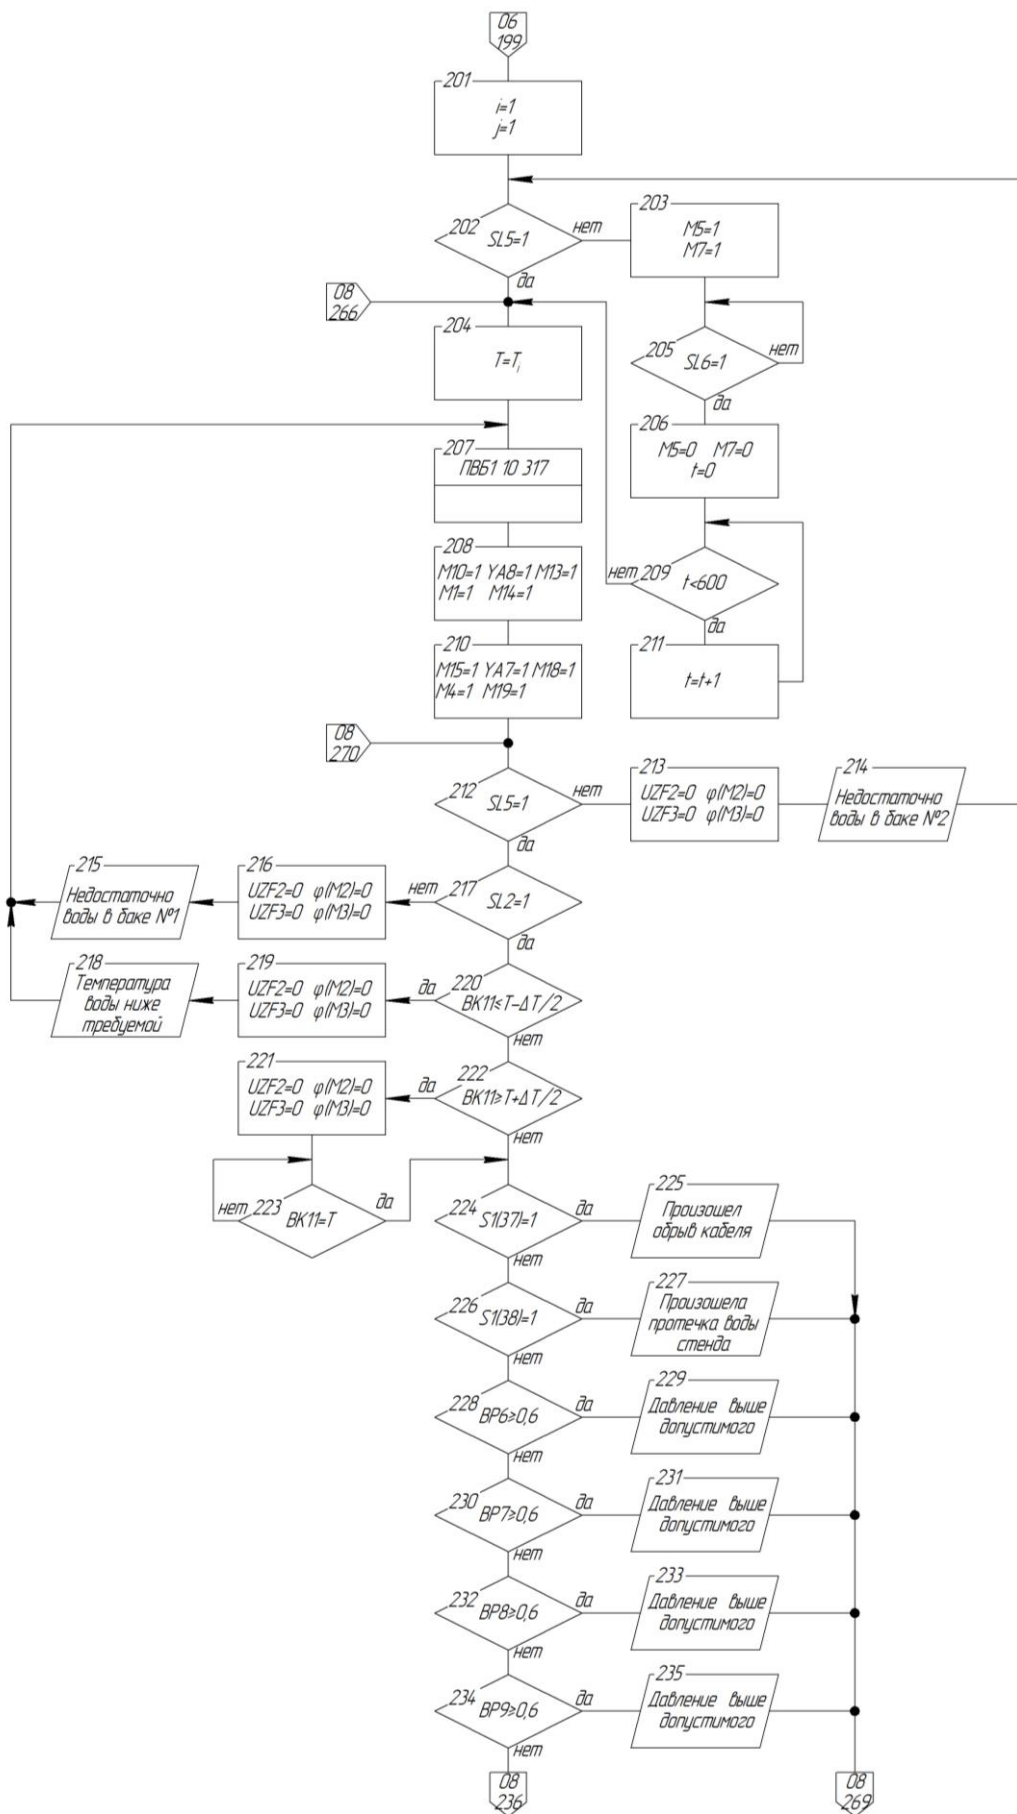 06
199
201
i=1
j=1
202
SL5=1
нет
да
203
M5=1
M7=1
08
266
204
T=Tj
205
SL6=1
нет
да
206
M5=0 M7=0
t=0
207
ПВБ1 10 317
208
M10=1 YA8=1 M13=1
M1=1 M14=1
нет
209
t<600
да
210
M15=1 YA7=1 M18=1
M4=1 M19=1
211
t=t+1
08
270
212
SL5=1
нет
да
213
UZF2=0 φ(M2)=0
UZF3=0 φ(M3)=0
214
Недостаточно
воды в баке №2
215
Недостаточно
воды в баке №1
216
UZF2=0 φ(M2)=0
UZF3=0 φ(M3)=0
нет
217
SL2=1
да
218
Температура
воды ниже
требуемой
219
UZF2=0 φ(M2)=0
UZF3=0 φ(M3)=0
да
220
BK11≤T-ΔT/2
нет
221
UZF2=0 φ(M2)=0
UZF3=0 φ(M3)=0
да
222
BK11≥T+ΔT/2
нет
нет
223
BK11=T
да
224
S1(37)=1
да
нет
225
Произошел
обрыв кабеля
226
S1(38)=1
да
нет
227
Произошела
протечка воды
стенда
228
BP6≥0,6
да
нет
229
Давление выше
допустимого
230
BP7≥0,6
да
нет
231
Давление выше
допустимого
232
BP8≥0,6
да
нет
233
Давление выше
допустимого
234
BP9≥0,6
да
нет
235
Давление выше
допустимого
08
236
08
269